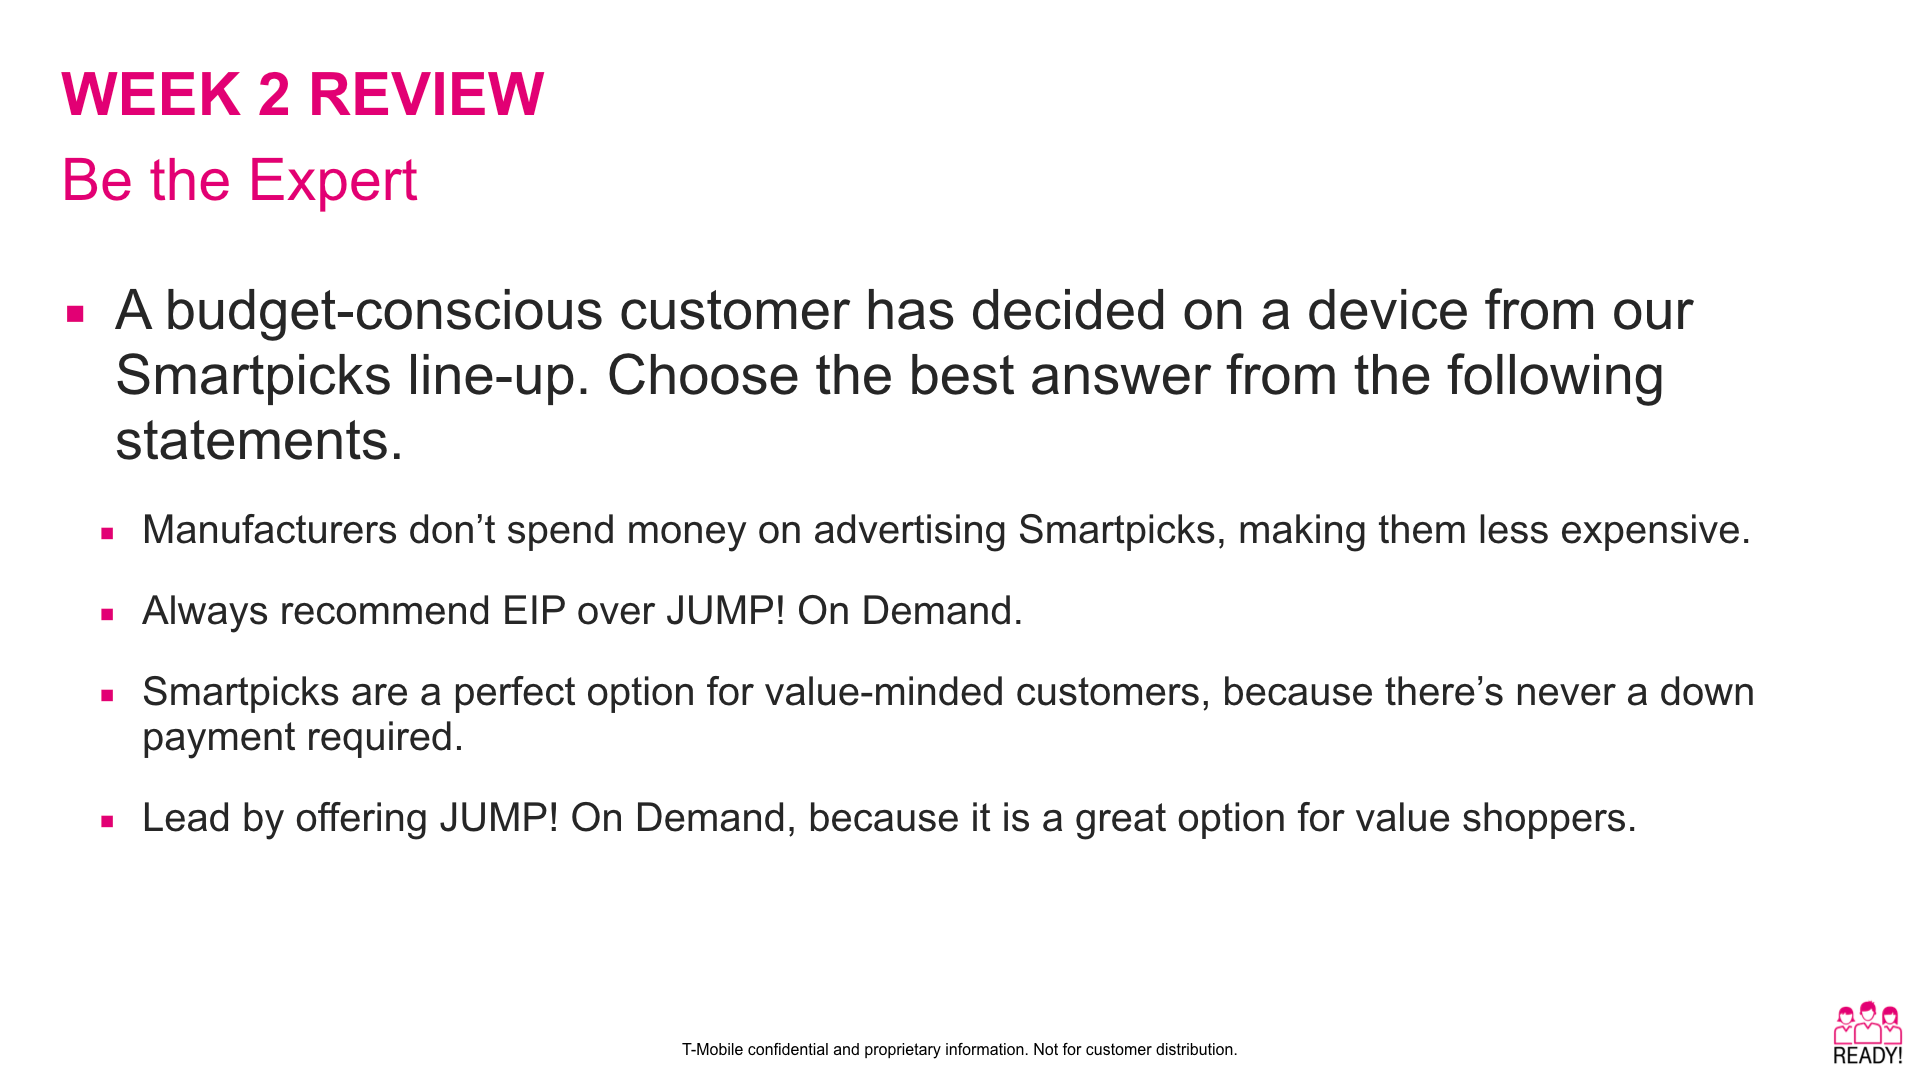 WEEK 2 REVIEW
Be the Expert
A budget-conscious customer has decided on a device from our
Smartpicks line-up. Choose the best answer from the following
statements.
Manufacturers don’t spend money on advertising Smartpicks, making them less expensive.
Always recommend EIP over JUMP! On Demand.
Smartpicks are a perfect option for value-minded customers, because there’s never a down
payment required.
Lead by offering JUMP! On Demand, because it is a great option for value shoppers.
T-Mobile confidential and proprietary information. Not for customer distribution.
READY!